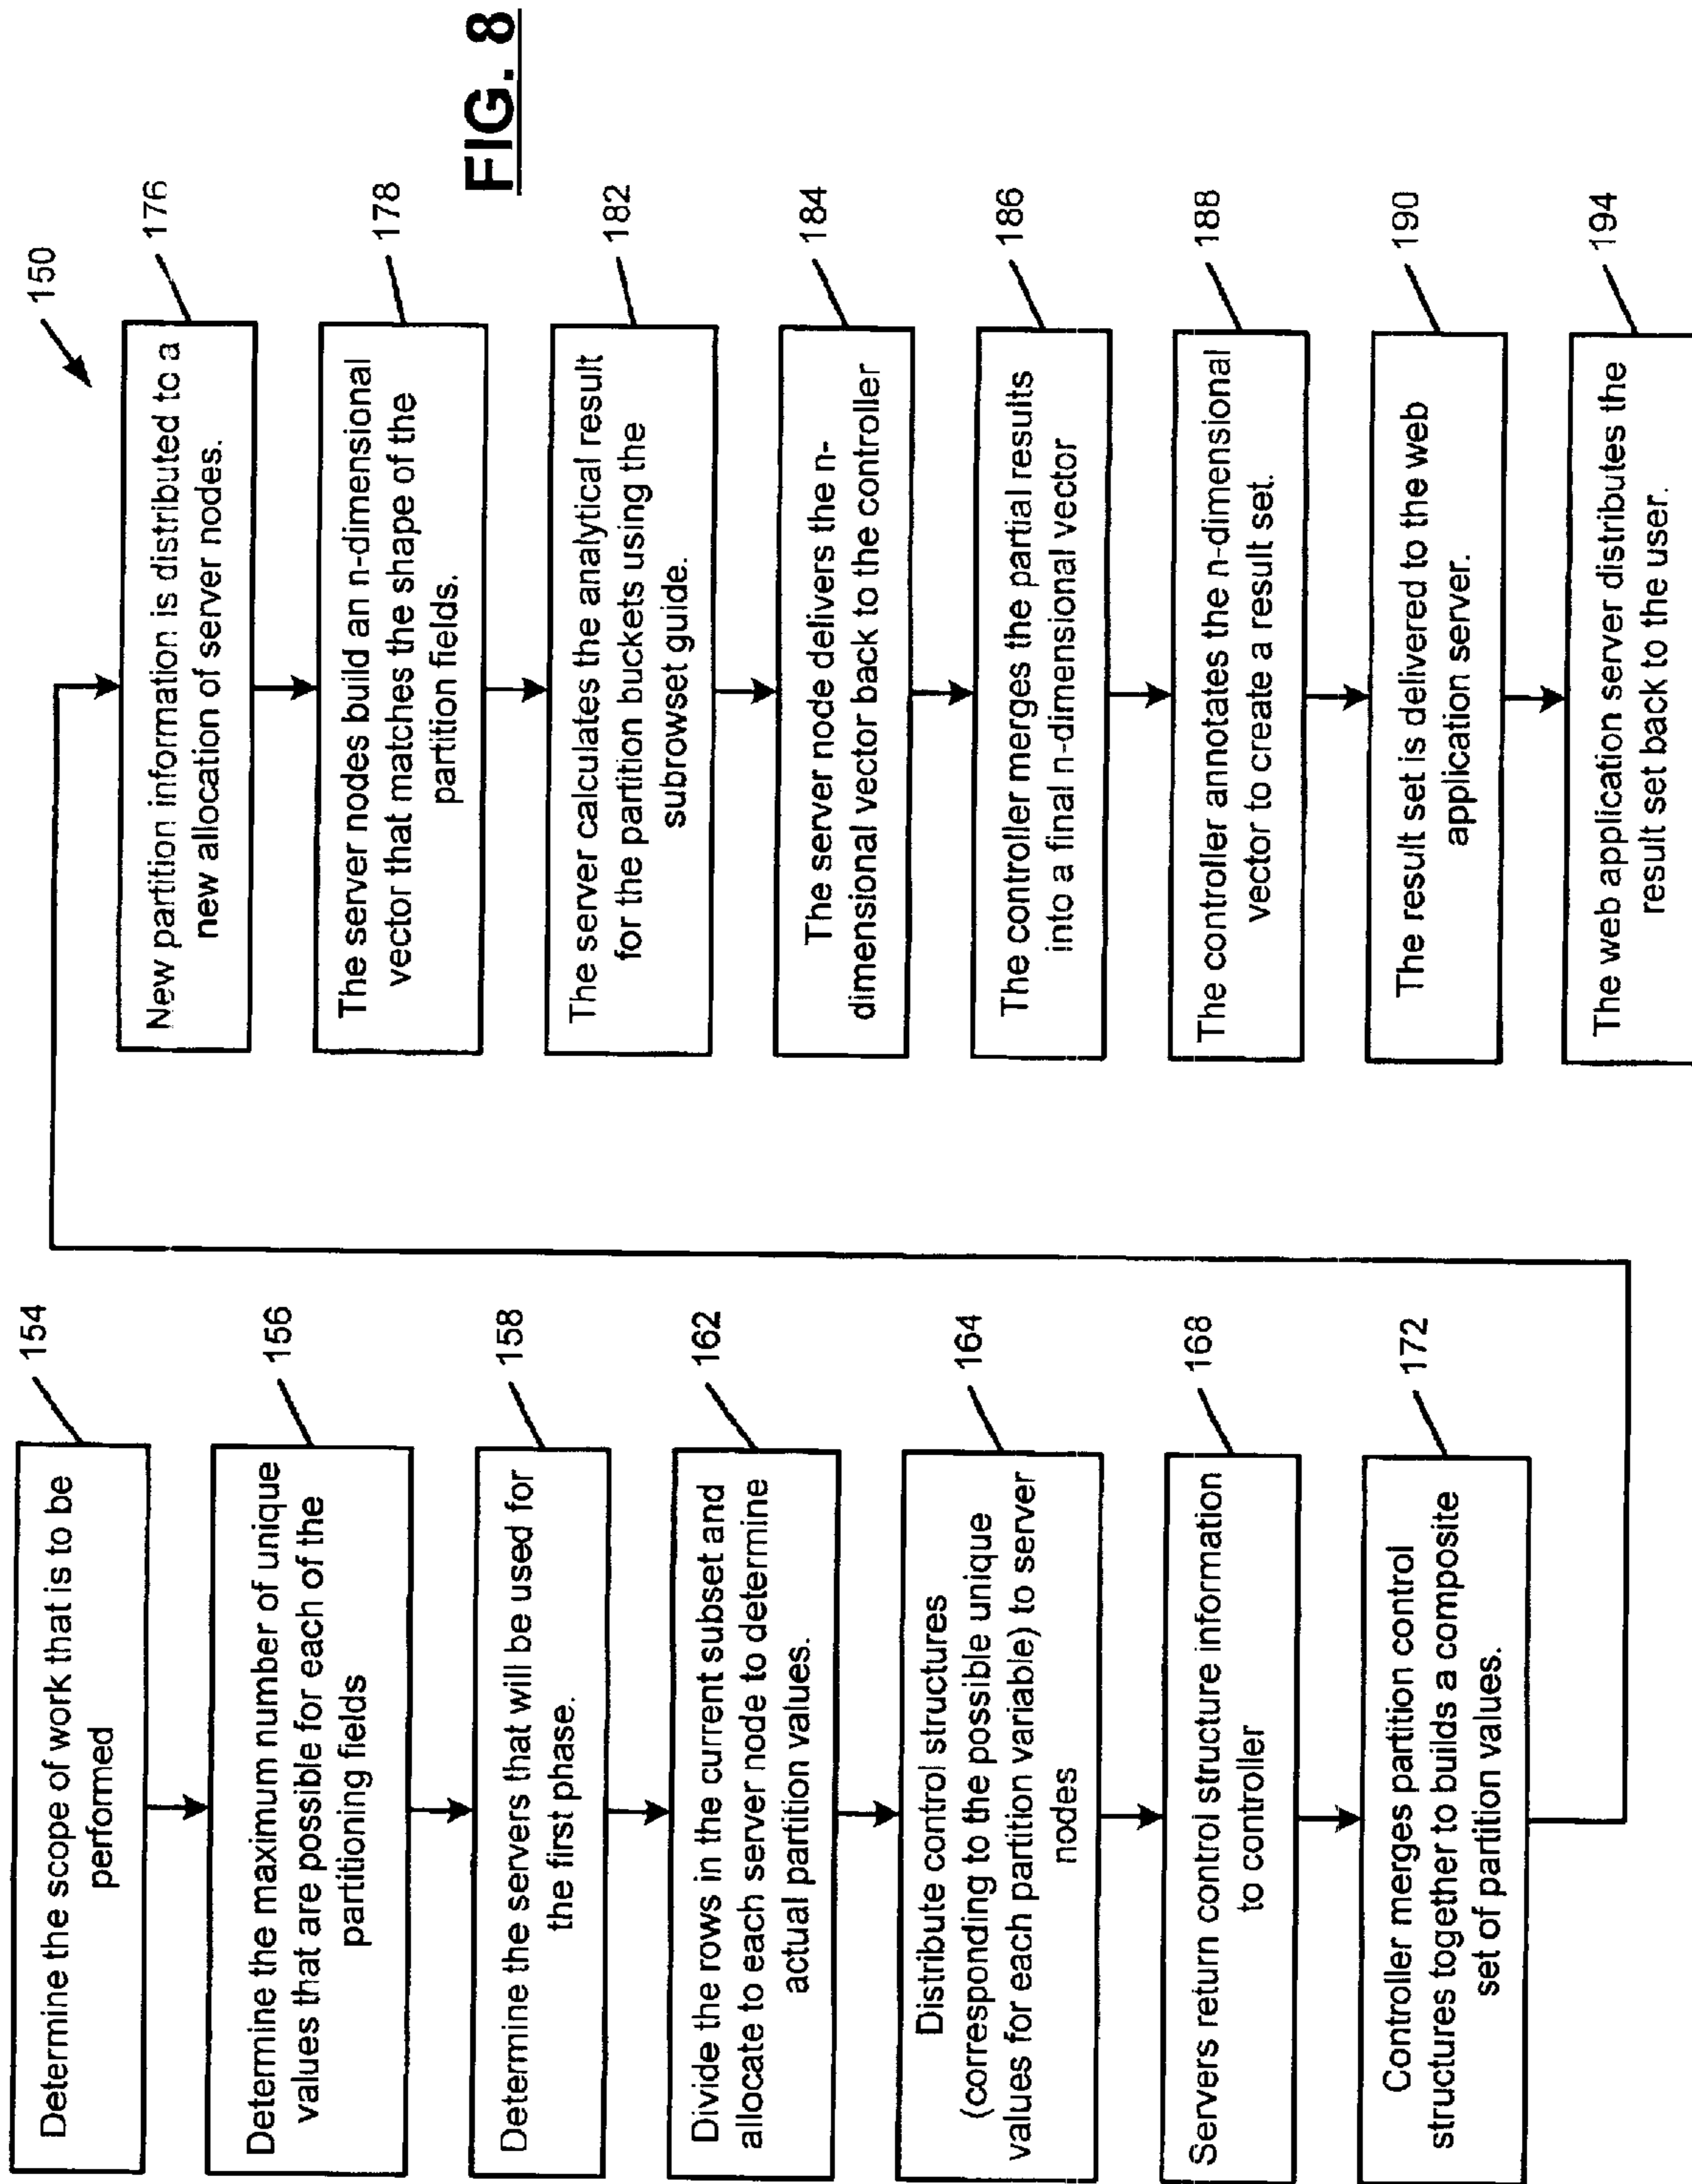 154
Determine the scope of work that is to be
performed
156
Determine the maximum number of unique
values that are possible for each of the
partitioning fields
158
Determine the servers that will be used for
the first phase.
162
Divide the rows in the current subset and
allocate to each server node to determine
actual partition values.
164
Distribute control structures
(corresponding to the possible unique
values for each partition variable) to server
nodes
168
Servers return control structure information
to controller
172
Controller merges partition control
structures together to builds a composite
set of partition values.
150
176
New partition information is distributed to a
new allocation of server nodes.
178
The server nodes build an n-dimensional
vector that matches the shape of the
partition fields.
182
The server calculates the analytical result
for the partition buckets using the
subrowset guide.
184
The server node delivers the n-
dimensional vector back to the controller
186
The controller merges the partial results
into a final n-dimensional vector
188
The controller annotates the n-dimensional
vector to create a result set.
190
The result set is delivered to the web
application server.
194
The web application server distributes the
result set back to the user.
FIG. 8